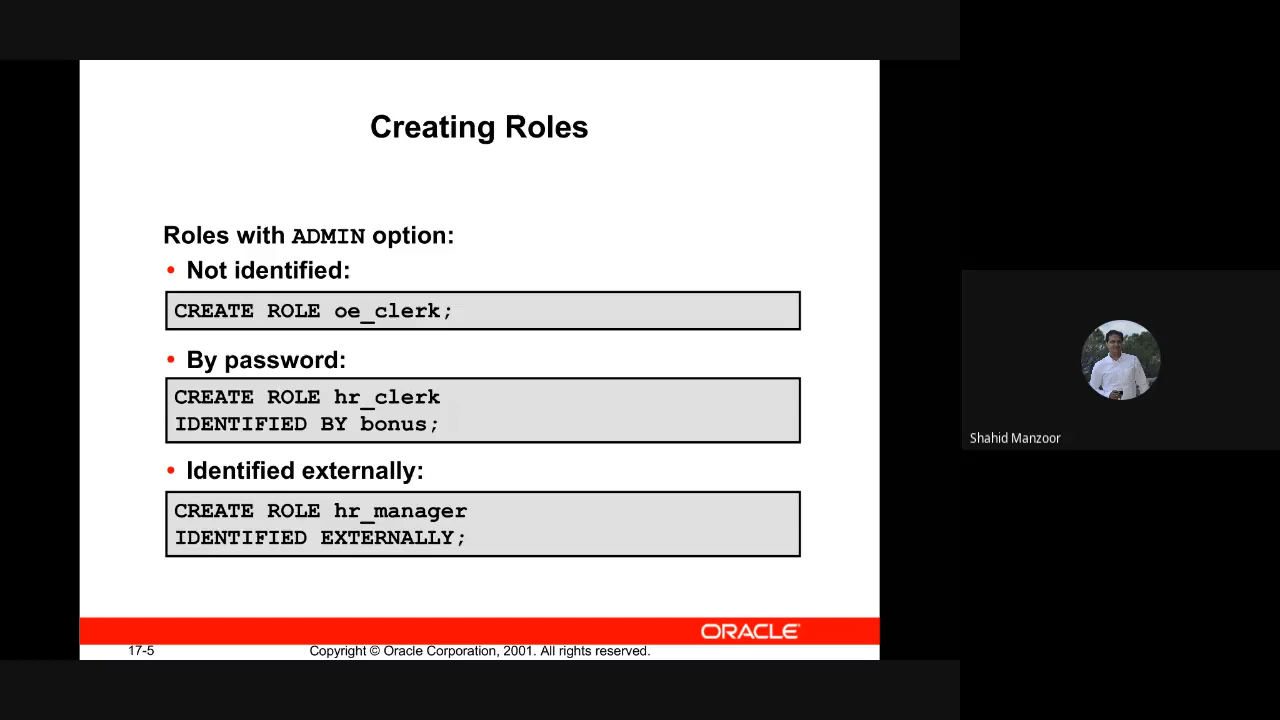 Creating Roles
Roles with ADMIN option:
• Not identified:
CREATE ROLE oe_clerk;
• By password:
CREATE ROLE hr_clerk
IDENTIFIED BY bonus;
• Identified externally:
CREATE ROLE hr_manager
IDENTIFIED EXTERNALLY;
ORACLE
17-5
Copyright © Oracle Corporation, 2001. All rights reserved.
Shahid Manzoor